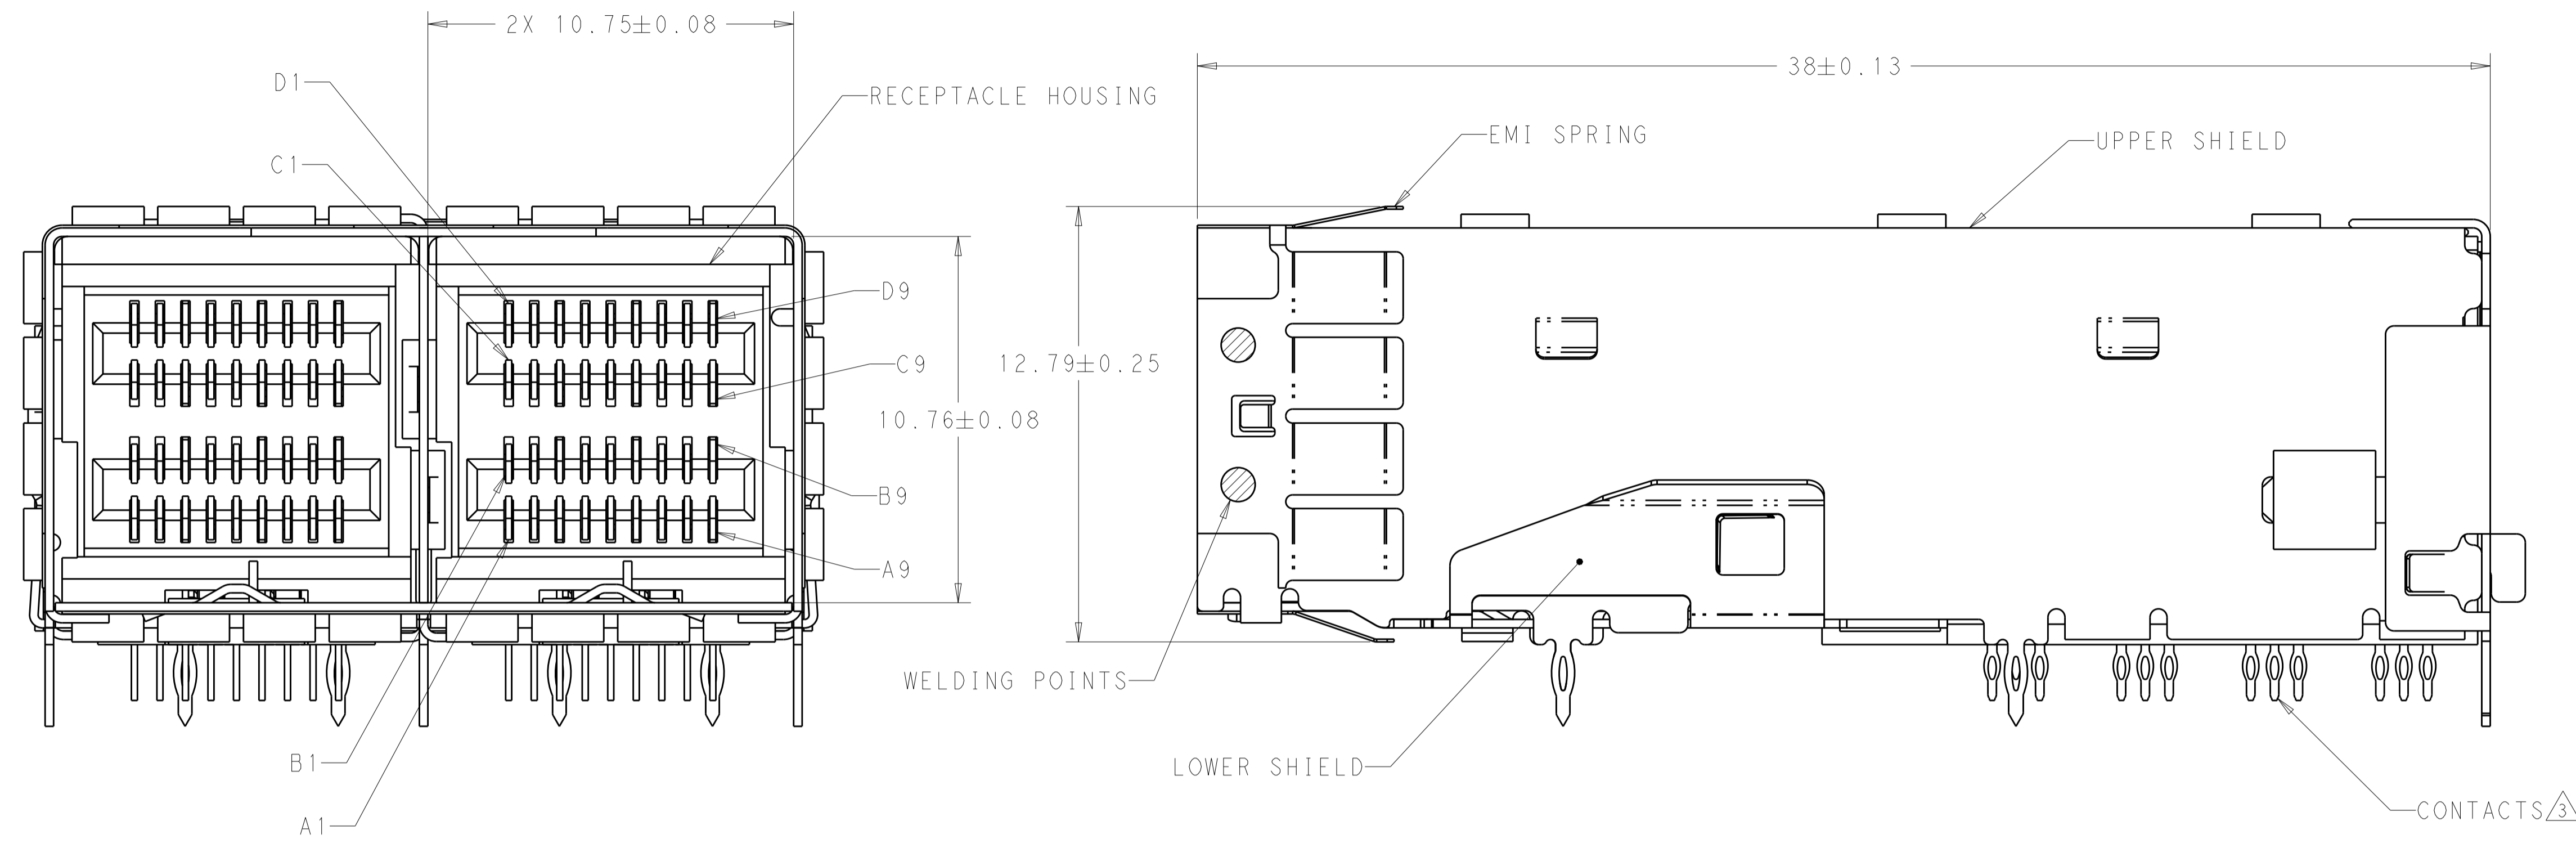 2X 10.75±0.08
D1
RECEPTACLE HOUSING
38±0.13
EMI SPRING
UPPER SHIELD
C1
D9
C9
12.79±0.25
10.76±0.08
B9
A9
WELDING POINTS
B1
LOWER SHIELD
A1
CONTACTS 3